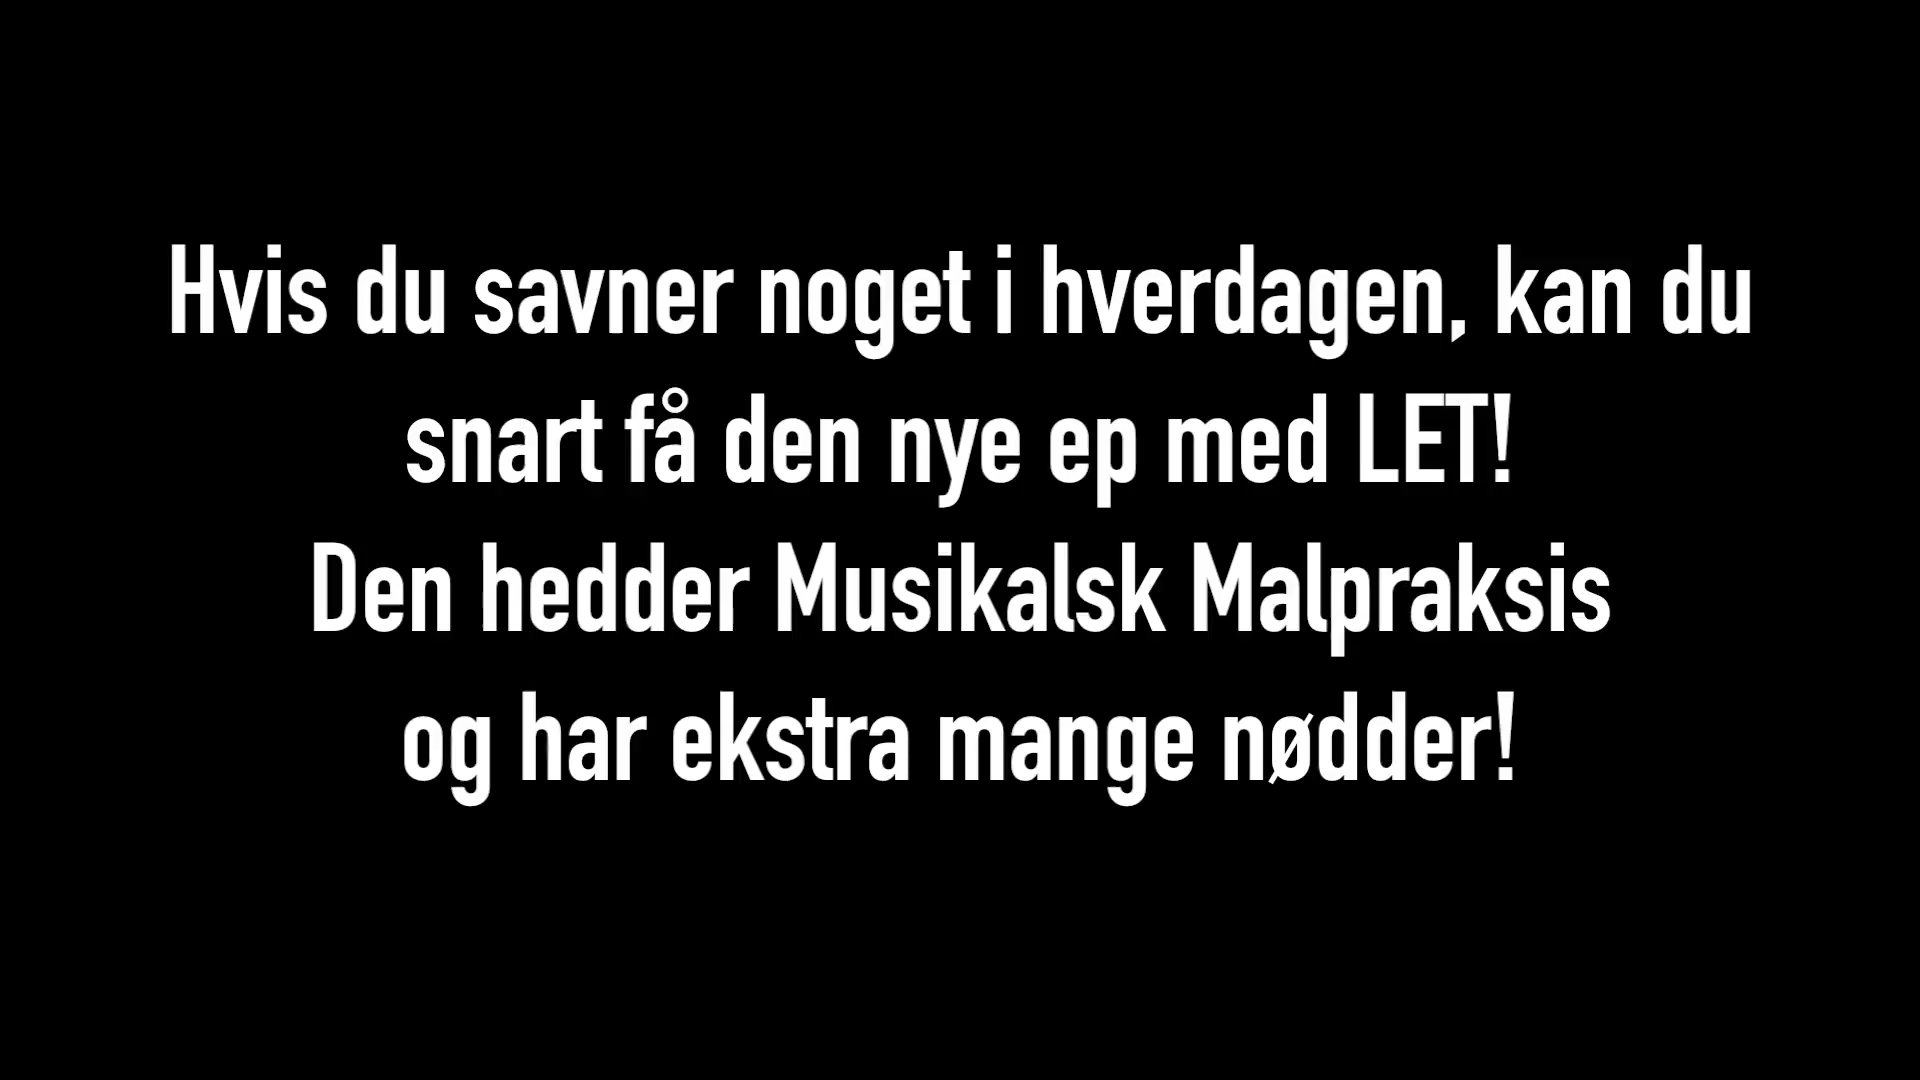 Hvis du savner noget i hverdagen, kan du
snart få den nye ep med LET!
Den hedder Musikalsk Malpraksis
og har ekstra mange nødder!